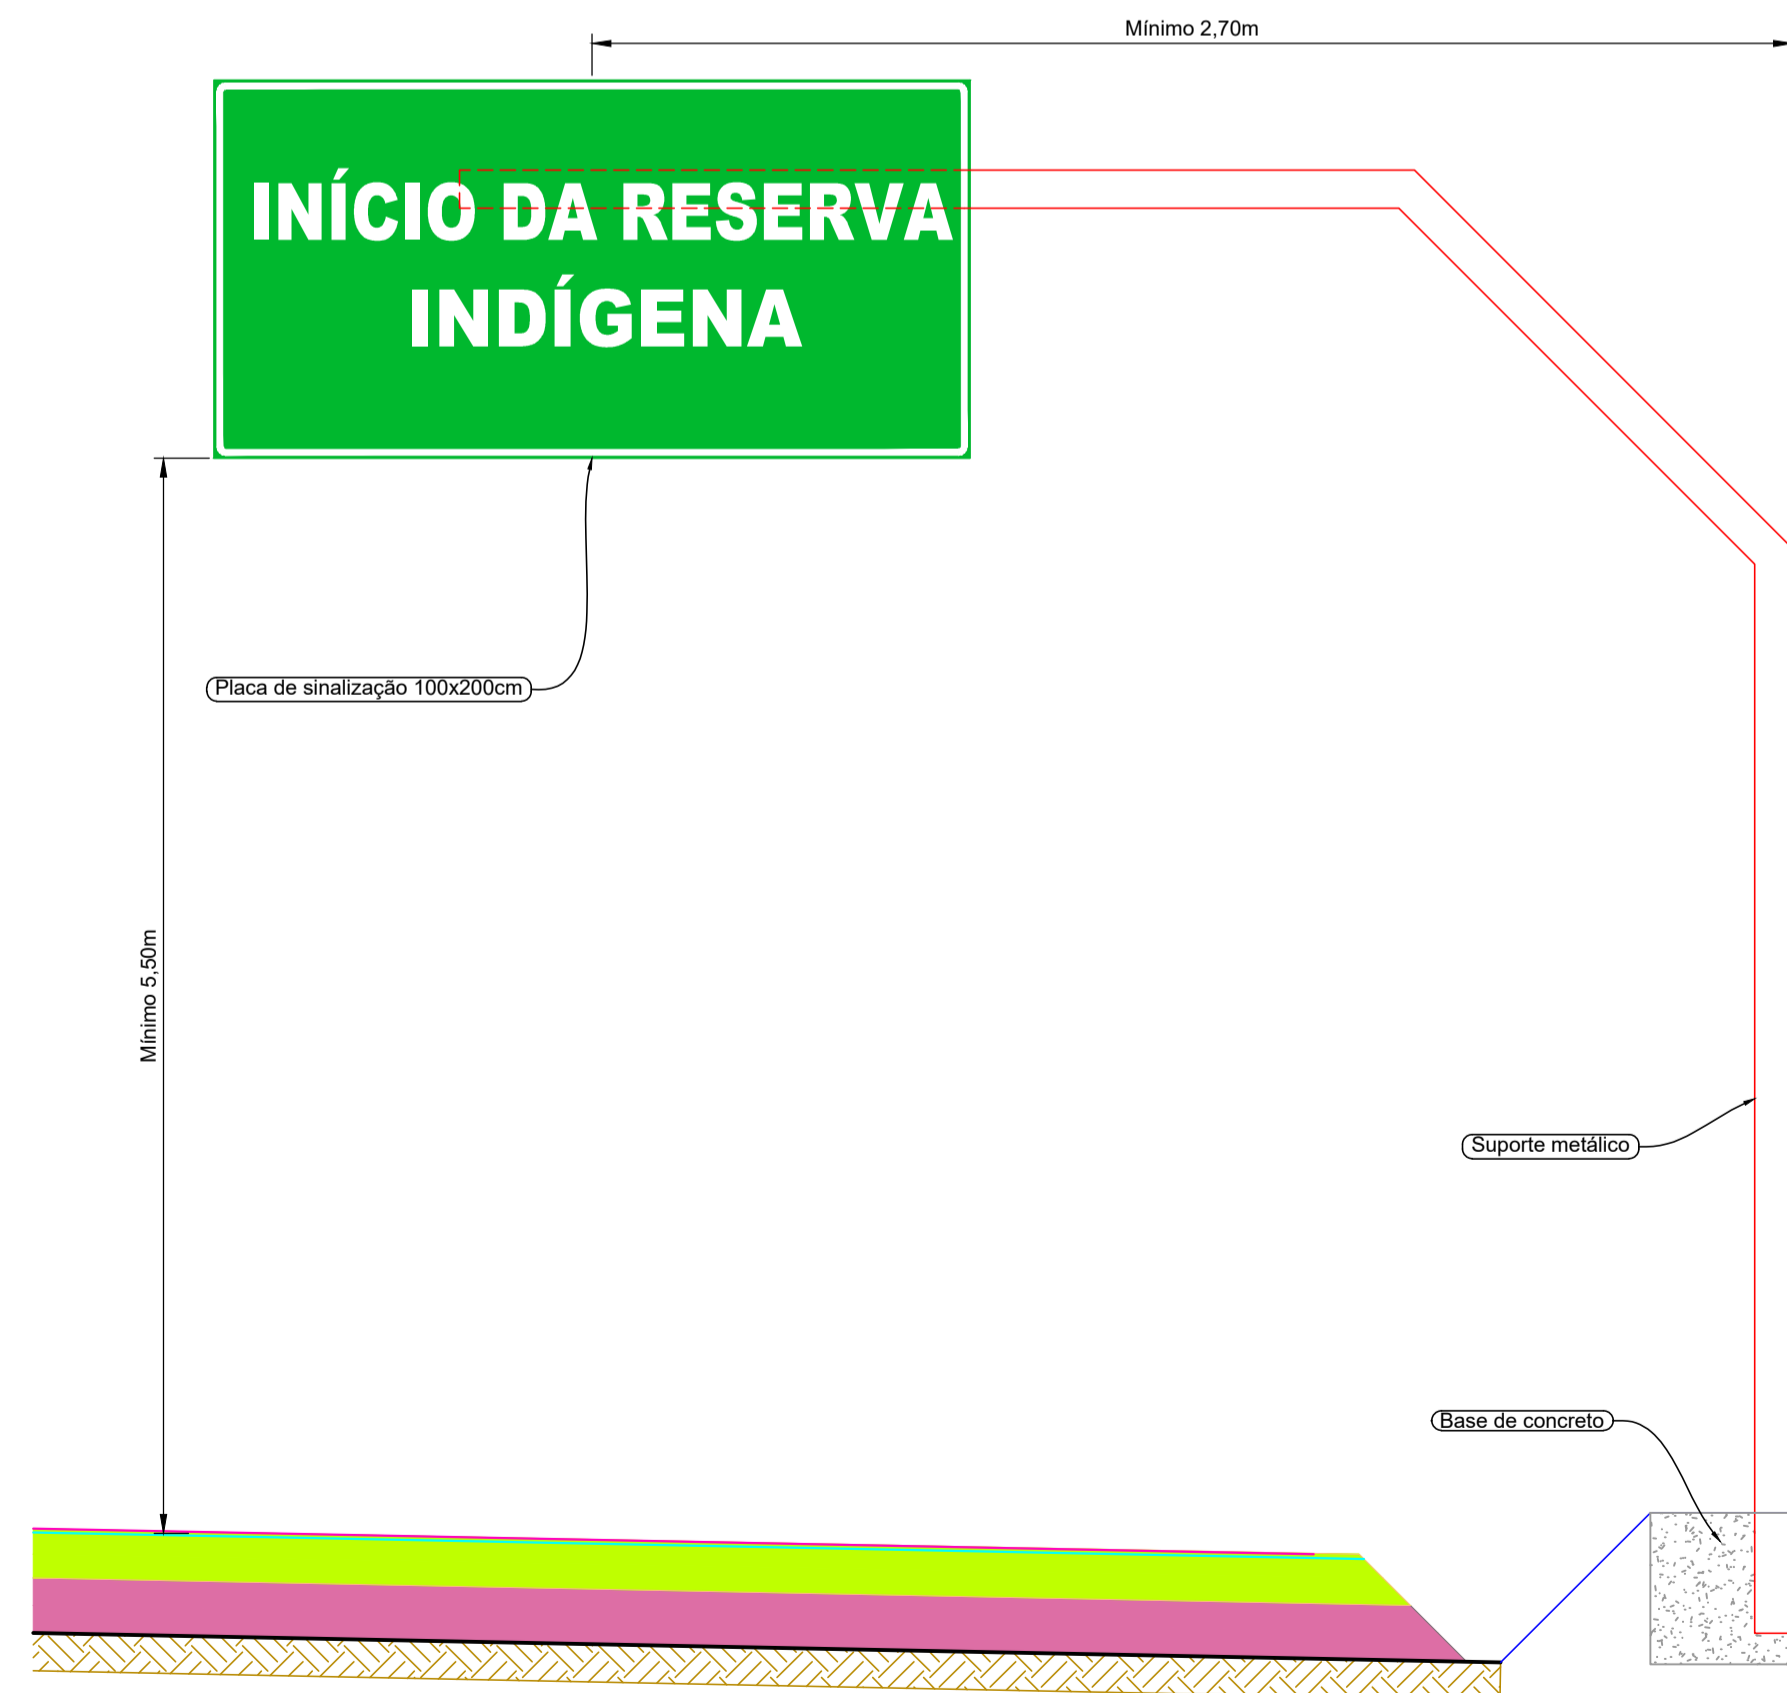 Mínimo 2,70m
INÍCIO DA RESERVA
INDÍGENA
Placa de sinalização 100x200cm
Mínimo 5,50m
Suporte metálico
Base de concreto